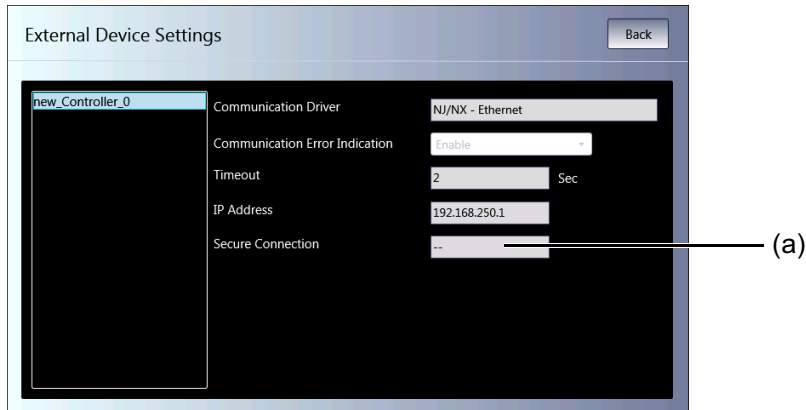 External Device Settings
Back
new_Controller_0
Communication Driver
NJ/NX - Ethernet
Communication Error Indication
Enable
Timeout
2
Sec
IP Address
192.168.250.1
Secure Connection
--
(a)